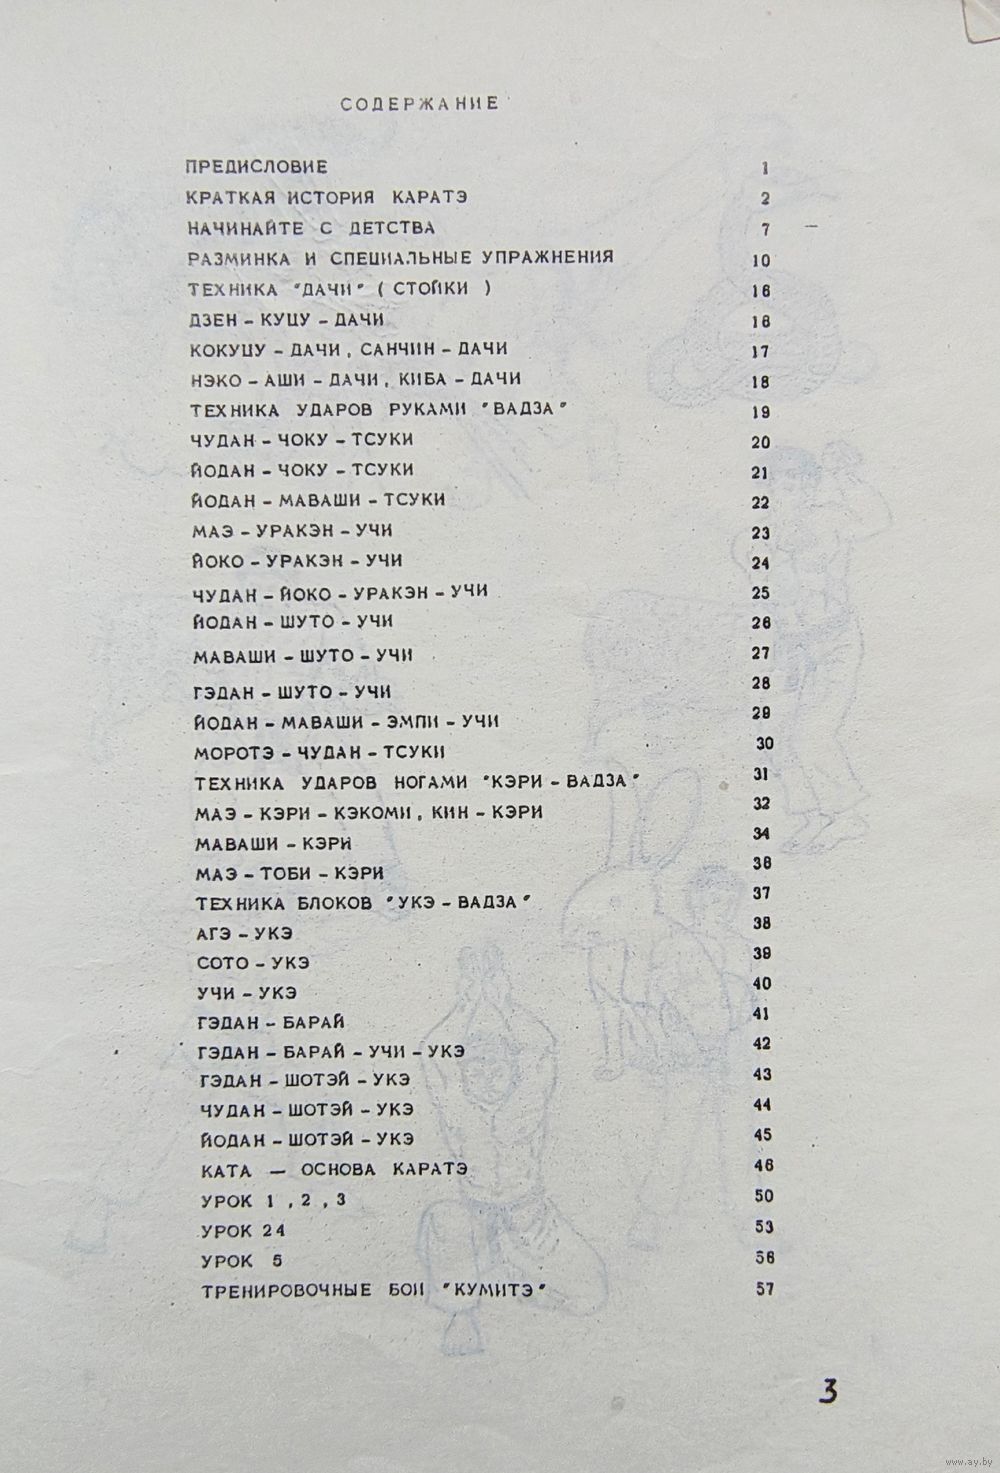 СОДЕРЖАНИЕ
ПРЕДИСЛОВИЕ 1
КРАТКАЯ ИСТОРИЯ КАРАТЭ 2
НАЧИНАЙТЕ С ДЕТСТВА 7
РАЗМИНКА И СПЕЦИАЛЬНЫЕ УПРАЖНЕНИЯ 10
ТЕХНИКА "ДАЧИ" ( СТОЙКИ ) 16
ДЗЕН - КУЦУ - ДАЧИ 16
КОКУЦУ - ДАЧИ , САНЧИН - ДАЧИ 17
НЭКО - АШИ - ДАЧИ , КИБА - ДАЧИ 18
ТЕХНИКА УДАРОВ РУКАМИ "ВАДЗА" 19
ЧУДАН - ЧОКУ - ТСУКИ 20
ЙОДАН - ЧОКУ - ТСУКИ 21
ЙОДАН - МАВАШИ - ТСУКИ 22
МАЭ - УРАКЭН - УЧИ 23
ЙОКО - УРАКЭН - УЧИ 24
ЧУДАН - ЙОКО - УРАКЭН - УЧИ 25
ЙОДАН - ШУТО - УЧИ 26
МАВАШИ - ШУТО - УЧИ 27
ГЭДАН - ШУТО - УЧИ 28
ЙОДАН - МАВАШИ - ЭМПИ - УЧИ 29
МОРОТЭ - ЧУДАН - ТСУКИ 30
ТЕХНИКА УДАРОВ НОГАМИ "КЭРИ - ВАДЗА" 31
МАЭ - КЭРИ - КЭКОМИ , КИН - КЭРИ 32
МАВАШИ - КЭРИ 34
МАЭ - ТОБИ - КЭРИ 36
ТЕХНИКА БЛОКОВ "УКЭ - ВАДЗА" 37
АГЭ - УКЭ 38
СОТО - УКЭ 39
УЧИ - УКЭ 40
ГЭДАН - БАРАЙ 41
ГЭДАН - БАРАЙ - УЧИ - УКЭ 42
ГЭДАН - ШОТЭЙ - УКЭ 43
ЧУДАН - ШОТЭЙ - УКЭ 44
ЙОДАН - ШОТЭЙ - УКЭ 45
КАТА — ОСНОВА КАРАТЭ 46
УРОК 1 , 2 , 3 50
УРОК 24 53
УРОК 5 56
ТРЕНИРОВОЧНЫЕ БОИ "КУМИТЭ" 57
3
www.ay.by